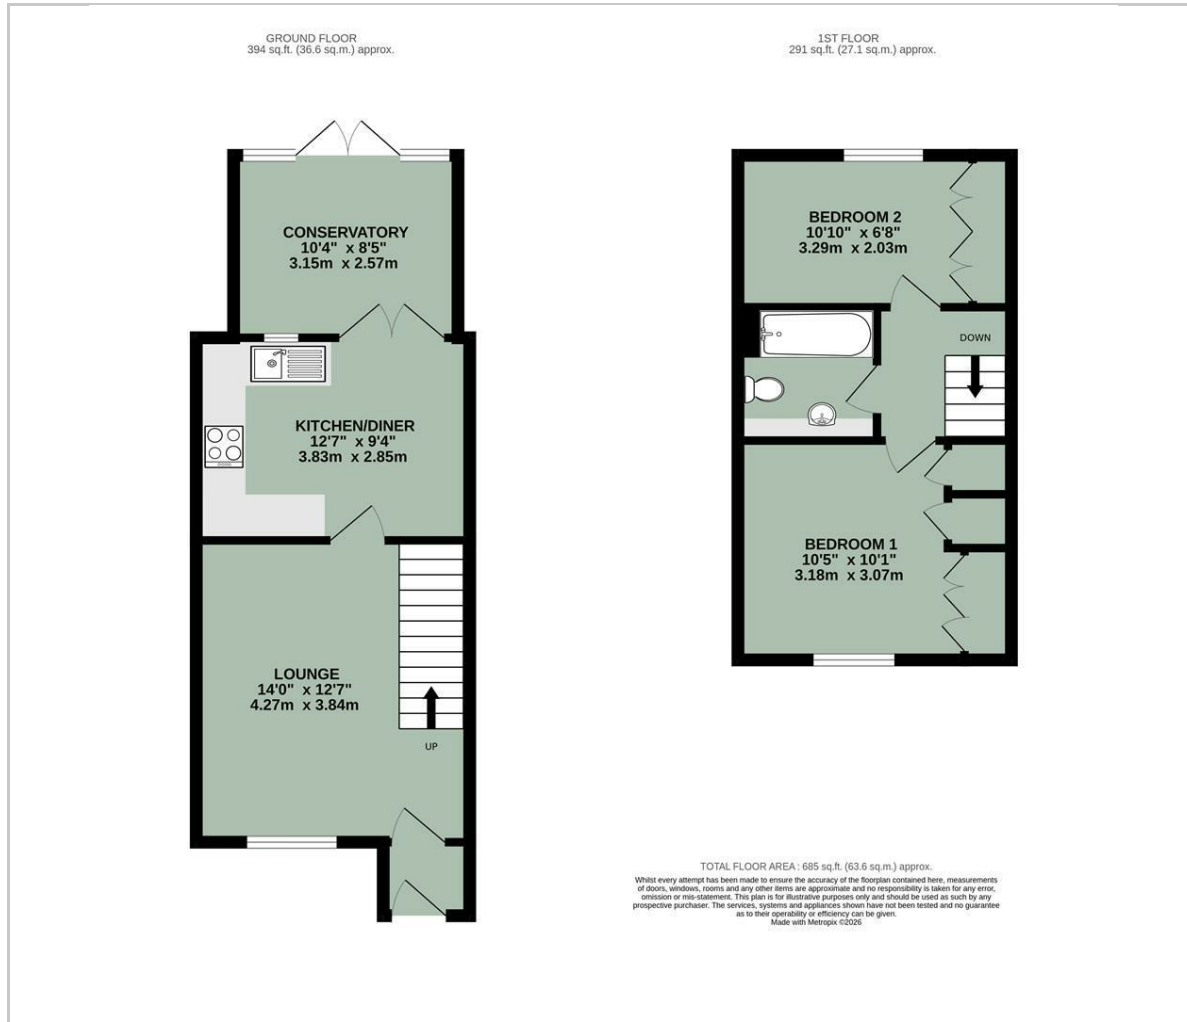 GROUND FLOOR
394 sq.ft. (36.6 sq.m.) approx.
1ST FLOOR
291 sq.ft. (27.1 sq.m.) approx.
CONSERVATORY
10'4" x 8'5"
3.15m x 2.57m
KITCHEN/DINER
12'7" x 9'4"
3.83m x 2.85m
LOUNGE
14'0" x 12'7"
4.27m x 3.84m
UP
BEDROOM 2
10'10" x 6'8"
3.29m x 2.03m
DOWN
BEDROOM 1
10'5" x 10'1"
3.18m x 3.07m
TOTAL FLOOR AREA : 685 sq.ft. (63.6 sq.m.) approx.
Whilst every attempt has been made to ensure the accuracy of the floorplan contained here, measurements
of doors, windows, rooms and any other items are approximate and no responsibility is taken for any error,
omission or mis-statement. This plan is for illustrative purposes only and should be used as such by any
prospective purchaser. The services, systems and appliances shown have not been tested and no guarantee
as to their operability or efficiency can be given.
Made with Metropix ©2026